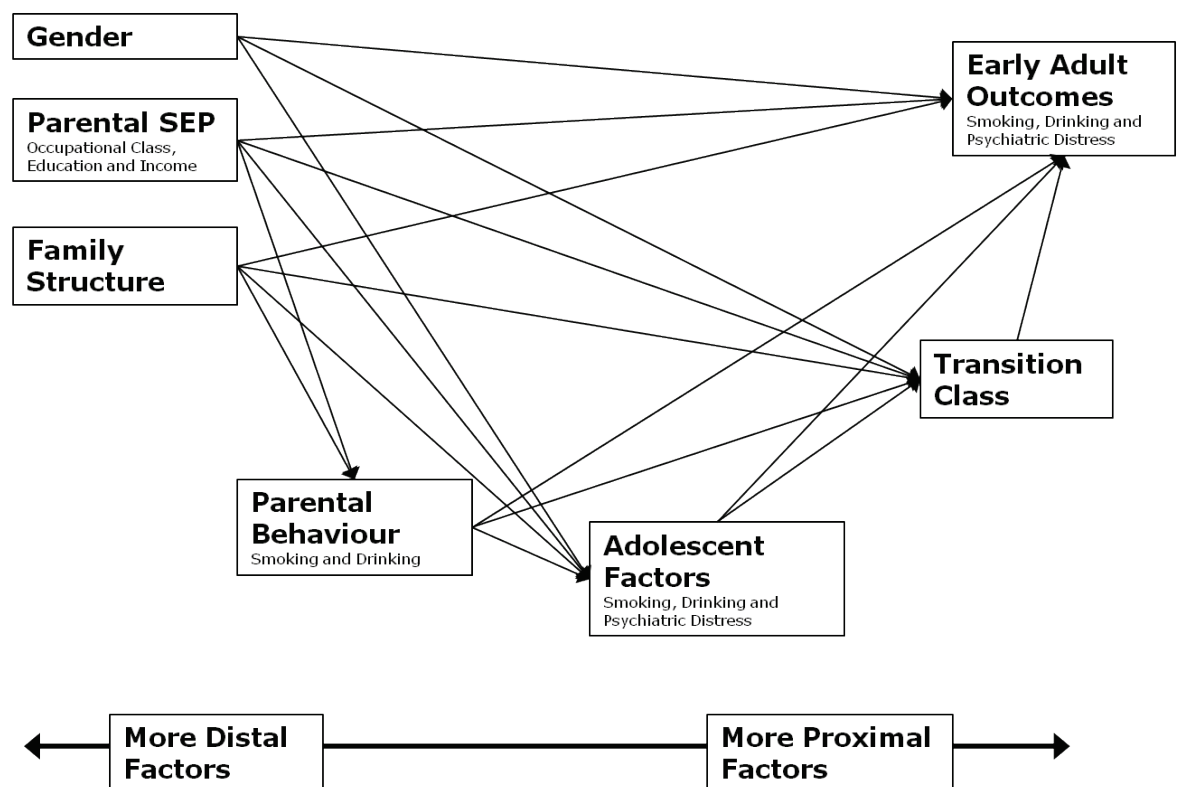 Gender
Parental SEP
Occupational Class,
Education and Income
Family
Structure
Early Adult
Outcomes
Smoking, Drinking and
Psychiatric Distress
Transition
Class
Parental
Behaviour
Smoking and Drinking
Adolescent
Factors
Smoking, Drinking and
Psychiatric Distress
More Distal
Factors
More Proximal
Factors